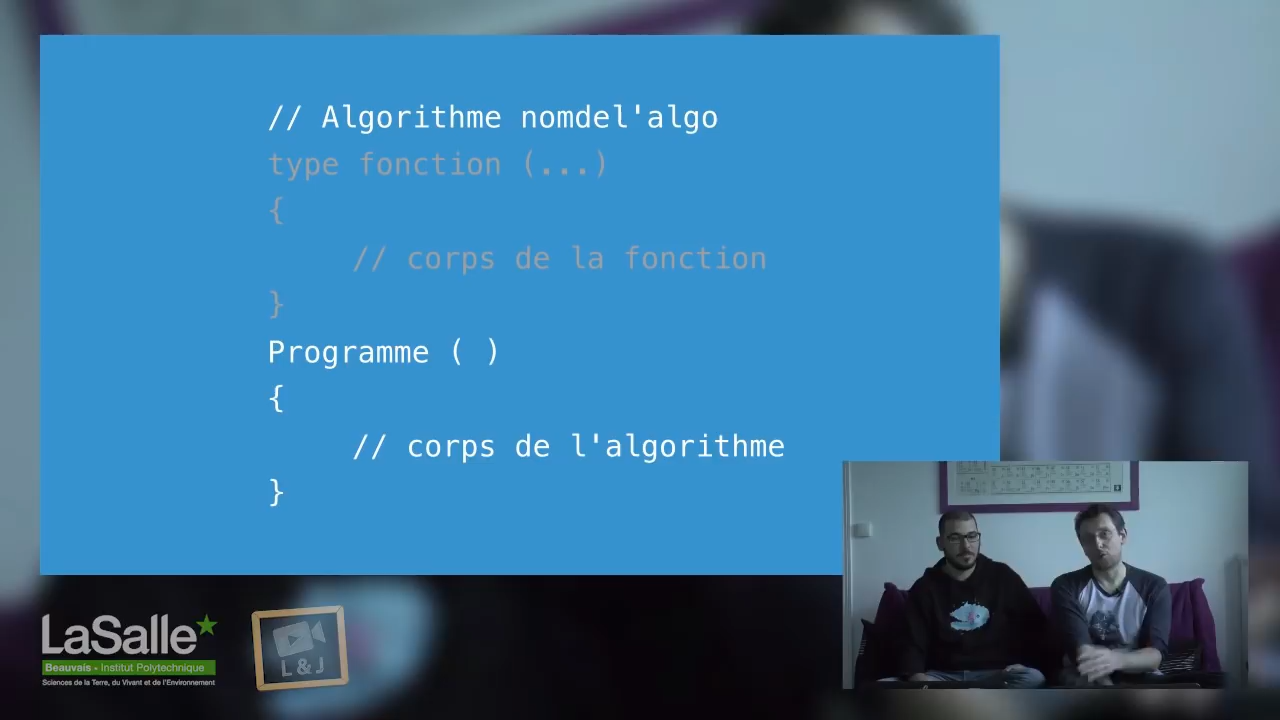 // Algorithme nomdel'algo
type fonction (...)
{
// corps de la fonction
}
Programme ( )
{
// corps de l'algorithme
}
LaSalle
Beauvais - Institut Polytechnique
Sciences de la Terre, du Vivant et de l'Environnement
L&J